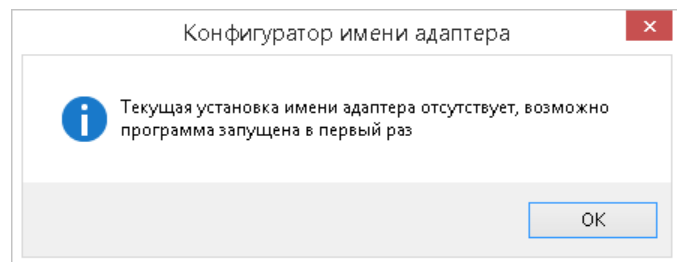 Конфигуратор имени адаптера
Текущая установка имени адаптера отсутствует, возможно
программа запущена в первый раз
OK